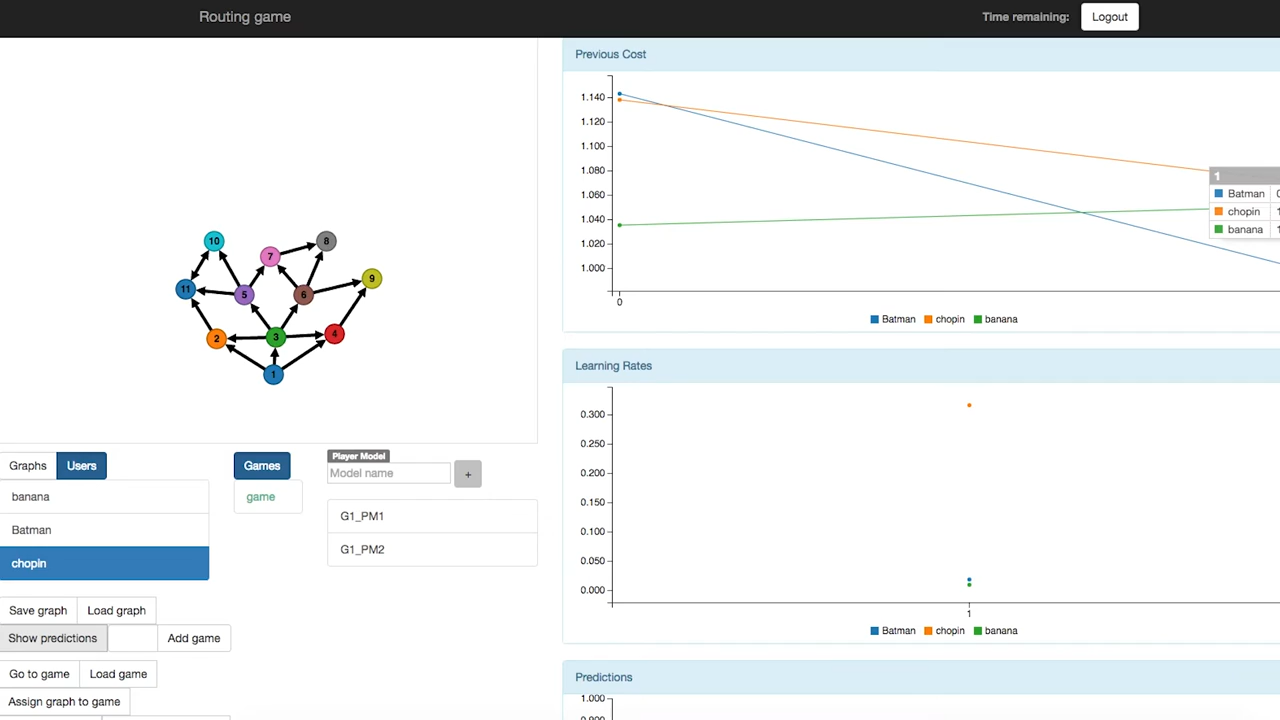 Routing game
Time remaining:
Logout
Previous Cost
1.140
1.120
1.100
1.080
1.060
1.040
1.020
1.000
0
1
Batman 0
chopin 1
banana 1
Batman chopin banana
10
8
7
11
5
6
9
2
3
4
1
Learning Rates
0.300
0.250
0.200
0.150
0.100
0.050
0.000
1
Batman chopin banana
Graphs Users
banana
Batman
chopin
Games
game
Player Model
Model name
+
G1_PM1
G1_PM2
Save graph Load graph
Show predictions Add game
Go to game Load game
Assign graph to game
Predictions
1.000